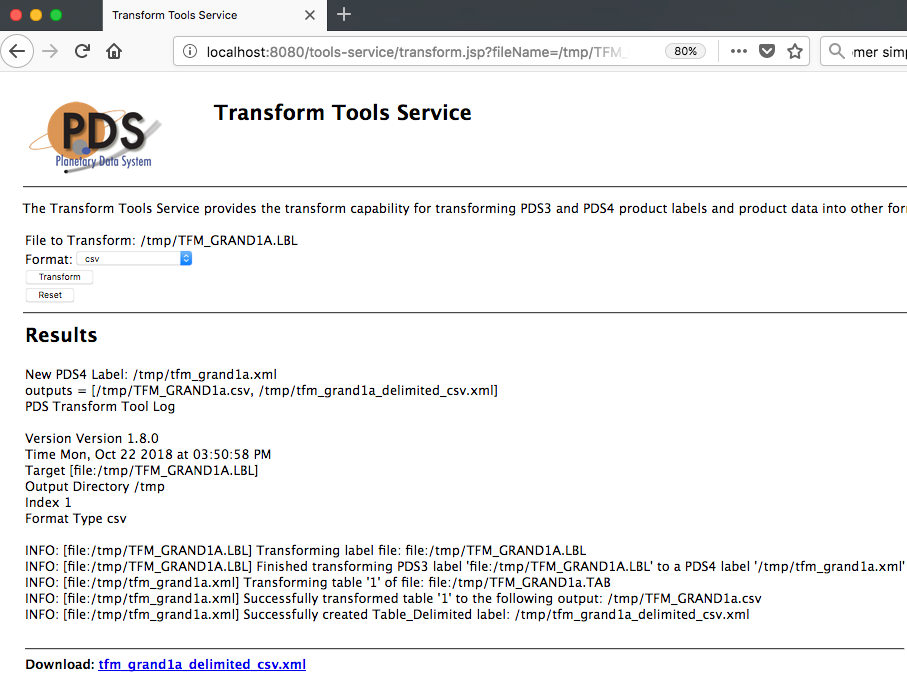 Transform Tools Service
localhost:8080/tools-service/transform.jsp?fileName=/tmp/TFM_
80%
mer sim
PDS
Planetary Data System
Transform Tools Service
The Transform Tools Service provides the transform capability for transforming PDS3 and PDS4 product labels and product data into other for
File to Transform: /tmp/TFM_GRAND1A.LBL
Format: csv
Transform
Reset
Results
New PDS4 Label: /tmp/tfm_grand1a.xml
outputs = [/tmp/TFM_GRAND1a.csv, /tmp/tfm_grand1a_delimited_csv.xml]
PDS Transform Tool Log
Version Version 1.8.0
Time Mon, Oct 22 2018 at 03:50:58 PM
Target [file:/tmp/TFM_GRAND1A.LBL]
Output Directory /tmp
Index 1
Format Type csv
INFO: [file:/tmp/TFM_GRAND1A.LBL] Transforming label file: file:/tmp/TFM_GRAND1A.LBL
INFO: [file:/tmp/TFM_GRAND1A.LBL] Finished transforming PDS3 label 'file:/tmp/TFM_GRAND1A.LBL' to a PDS4 label '/tmp/tfm_grand1a.xml'
INFO: [file:/tmp/tfm_grand1a.xml] Transforming table '1' of file: file:/tmp/TFM_GRAND1a.TAB
INFO: [file:/tmp/tfm_grand1a.xml] Successfully transformed table '1' to the following output: /tmp/TFM_GRAND1a.csv
INFO: [file:/tmp/tfm_grand1a.xml] Successfully created Table_Delimited label: /tmp/tfm_grand1a_delimited_csv.xml
Download: tfm_grand1a_delimited_csv.xml